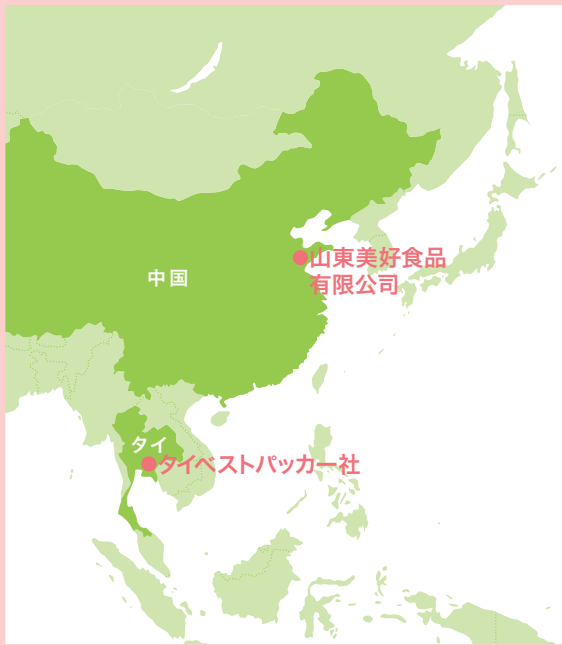 山東美好食品
有限公司
中国
タイ
タイベストパッカー社